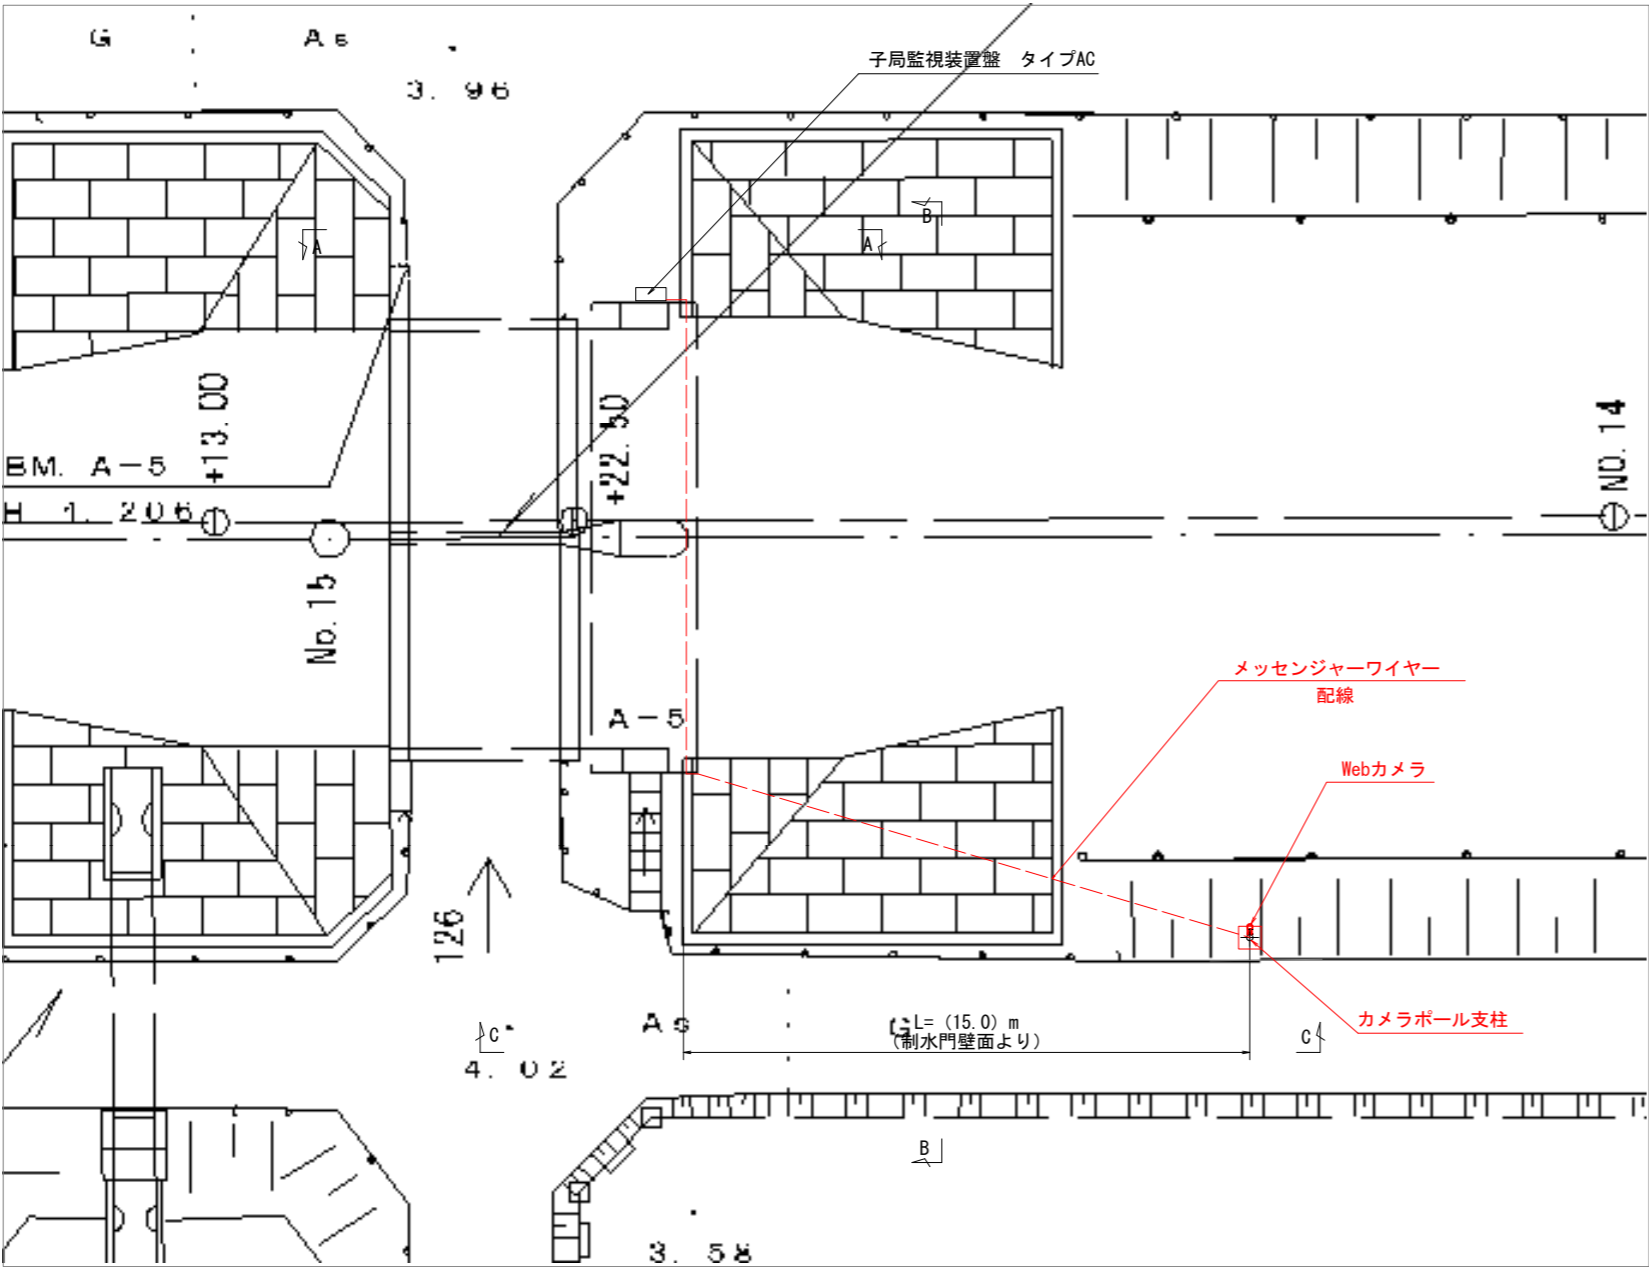 G
As
3. 96
子局監視装置盤　タイプAC
B
A
A
+13. 00
+22. 50
NO. 14
BM. A-5
H 1. 206
No. 15
A-5
メッセンジャーワイヤー
配線
Webカメラ
126
カメラポール支柱
As
G
L= (15.0) m
(制水門壁面より)
C
C
4. 02
B
3. 58